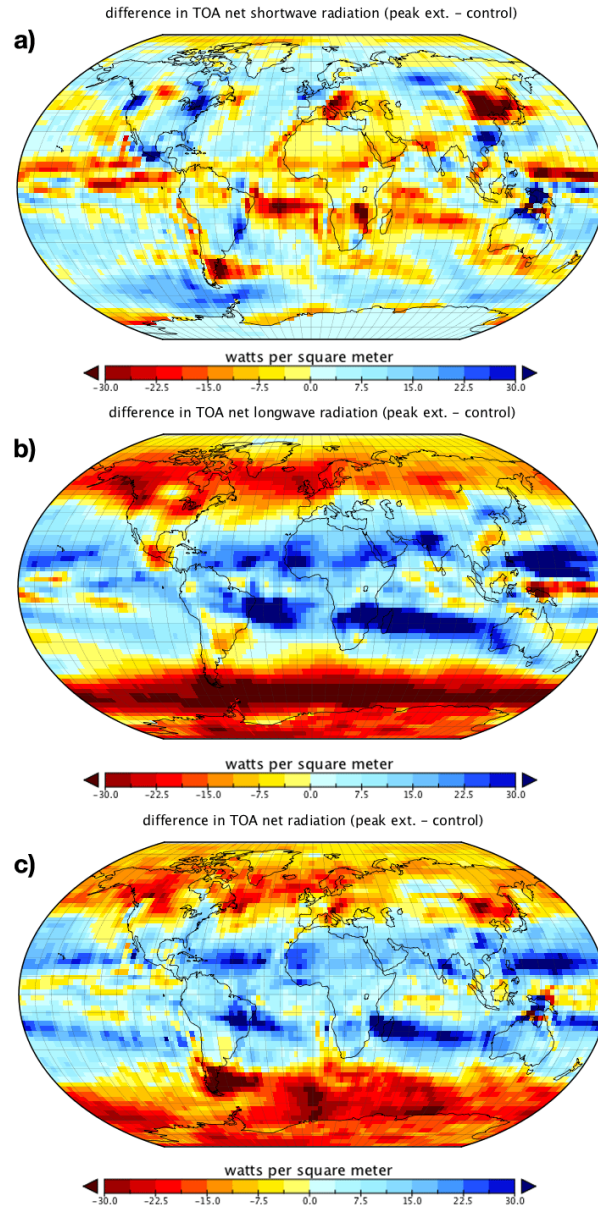 difference in TOA net shortwave radiation (peak ext. – control)
a)
watts per square meter
−30.0 −22.5 −15.0 −7.5 0.0 7.5 15.0 22.5 30.0
difference in TOA net longwave radiation (peak ext. – control)
b)
watts per square meter
−30.0 −22.5 −15.0 −7.5 0.0 7.5 15.0 22.5 30.0
difference in TOA net radiation (peak ext. – control)
c)
watts per square meter
−30.0 −22.5 −15.0 −7.5 0.0 7.5 15.0 22.5 30.0